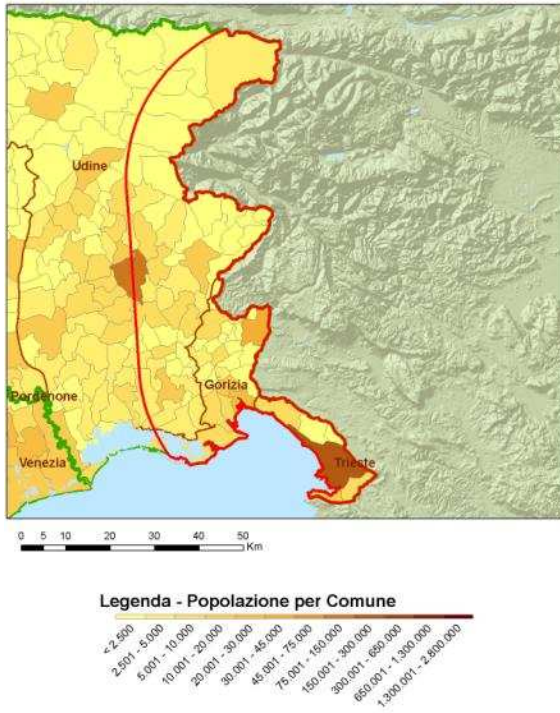 Udine
Pordenone
Gorizia
Venezia
Trieste
0 5 10 20 30 40 50
Km
Legenda - Popolazione per Comune
< 2.500
2.501 - 5.000
5.001 - 10.000
10.001 - 20.000
20.001 - 30.000
30.001 - 45.000
45.001 - 75.000
75.001 - 150.000
150.001 - 300.000
300.001 - 650.000
650.001 - 1.300.000
1.300.001 - 2.800.000